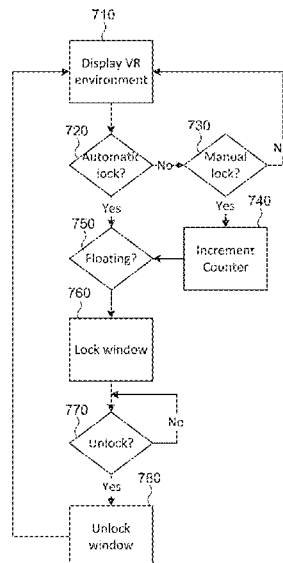 710
Display VR
environment
720
Automatic
lock?
No
730
Manual
lock?
N
Yes
Yes
740
750
Floating?
Increment
Counter
760
Lock window
770
Unlock?
No
Yes
780
Unlock
window